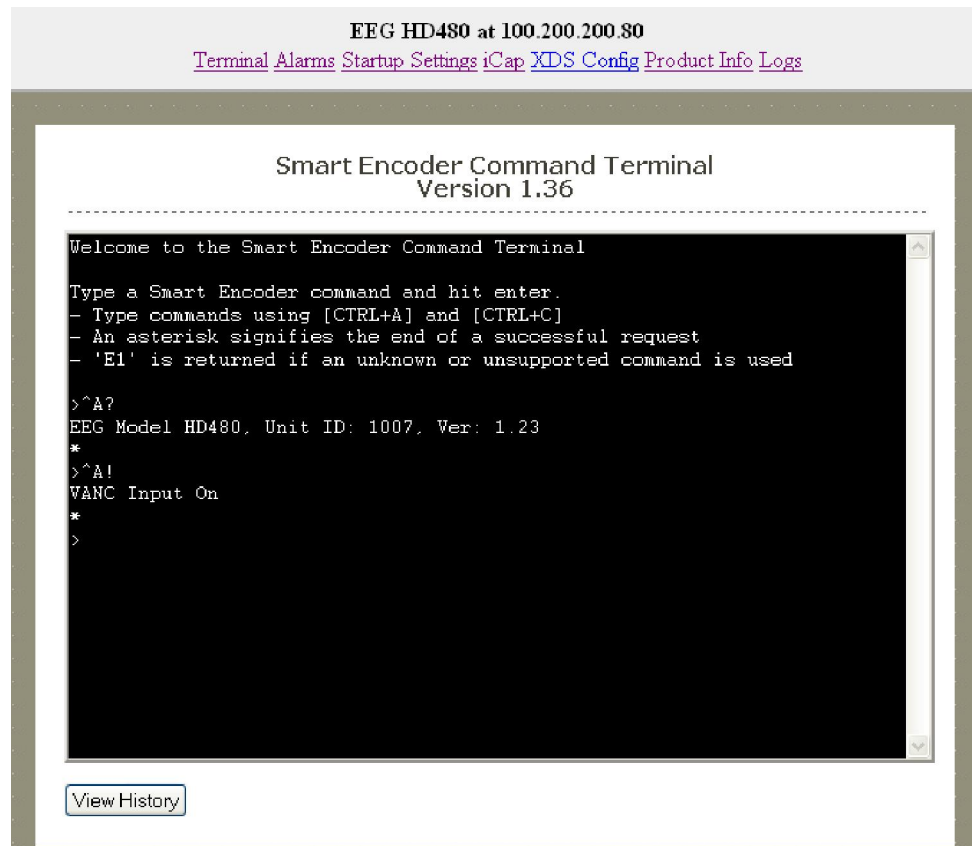 EEG HD480 at 100.200.200.80
Terminal Alarms Startup Settings iCap XDS Config Product Info Logs
Smart Encoder Command Terminal
Version 1.36
Welcome to the Smart Encoder Command Terminal
Type a Smart Encoder command and hit enter.
- Type commands using [CTRL+A] and [CTRL+C]
- An asterisk signifies the end of a successful request
- 'E1' is returned if an unknown or unsupported command is used
>^A?
EEG Model HD480, Unit ID: 1007, Ver: 1.23
*
>^A!
VANC Input On
*
>
View History